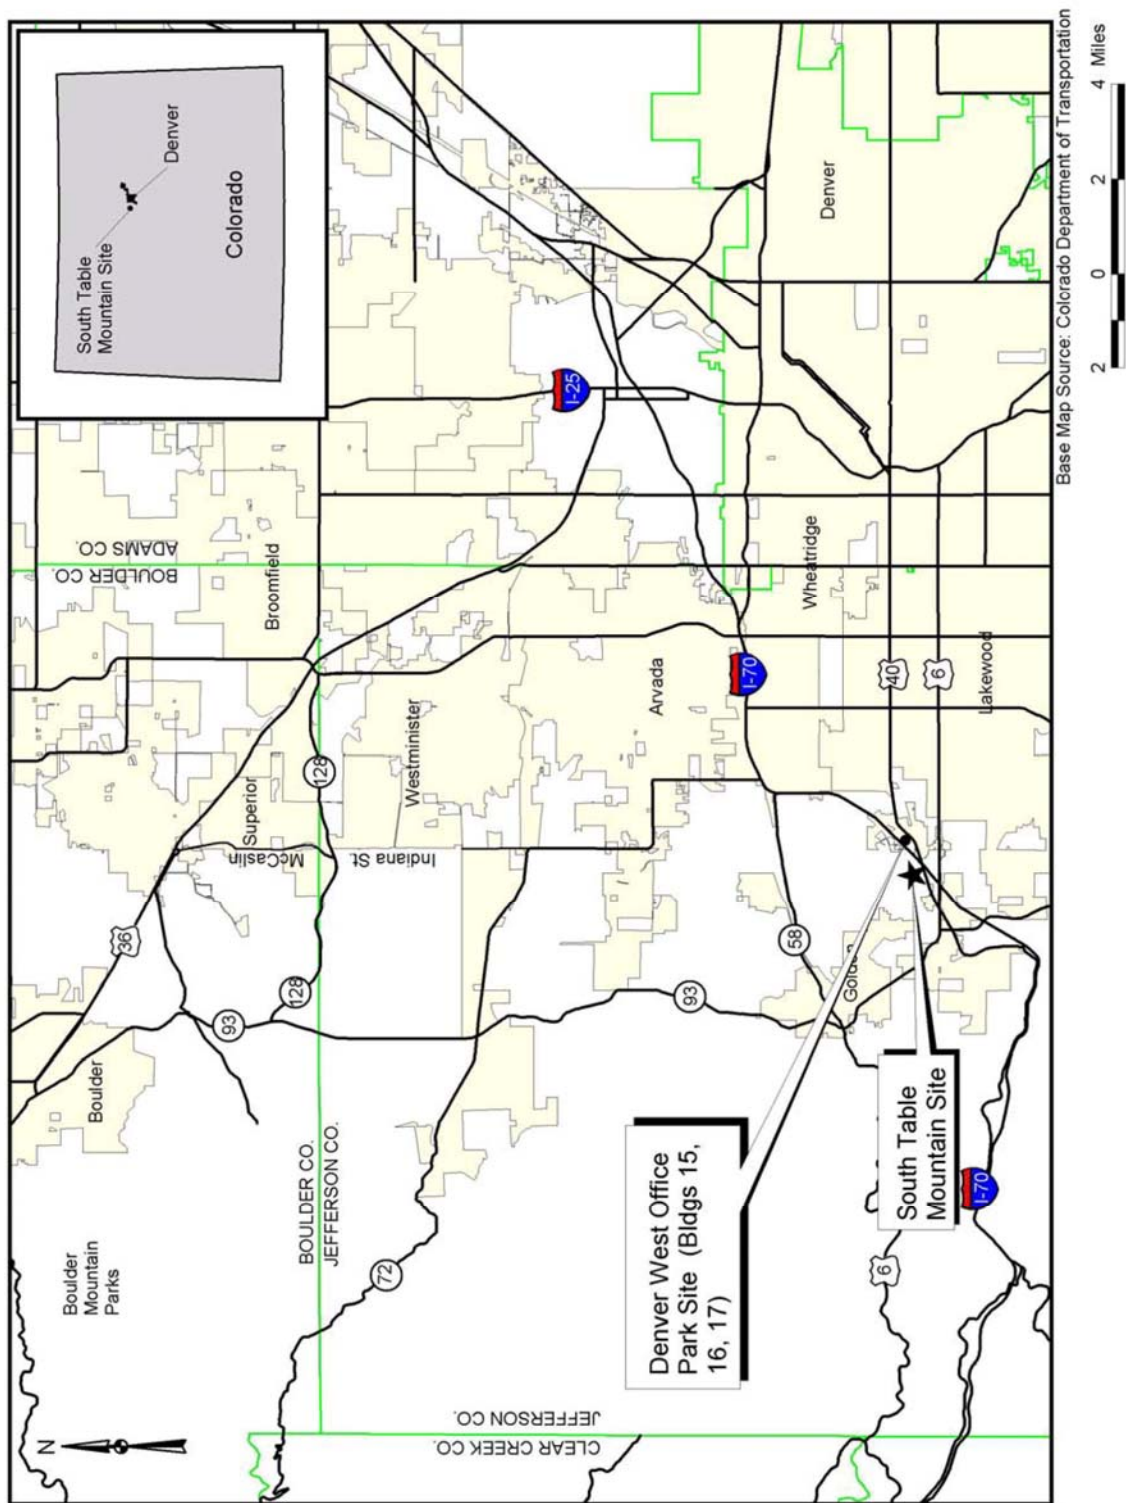 N
Boulder
Mountain
Parks
Boulder
36
93
128
McCaslin
Superior
128
Broomfield
BOULDER CO.
ADAMS CO.
South Table
Mountain Site
Denver
Colorado
BOULDER CO.
JEFFERSON CO.
72
Indiana St.
Westminister
I-25
CLEAR CREEK CO.
JEFFERSON CO.
93
Arvada
Denver West Office
Park Site (Bldgs 15,
16, 17)
58
I-70
Wheatridge
Denver
Golden
South Table
Mountain Site
6
I-70
40
6
Lakewood
Base Map Source: Colorado Department of Transportation
2 0 2 4 Miles